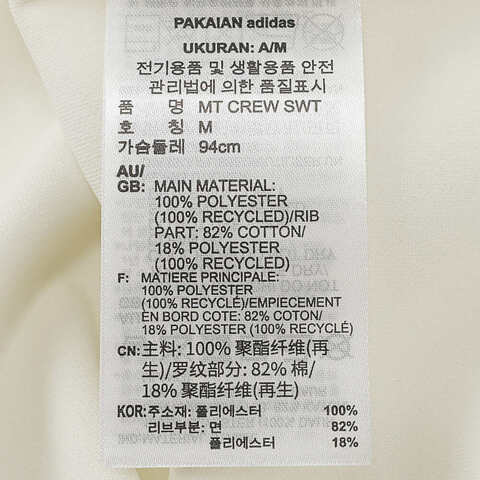 PAKAIAN adidas
UKURAN: A/M
전기용품 및 생활용품 안전
관리법에 의한 품질표시
품 명 MT CREW SWT
호 칭 M
가슴둘레 94cm
AU/
GB: MAIN MATERIAL:
100% POLYESTER
(100% RECYCLED)/RIB
PART: 82% COTTON/
18% POLYESTER
(100% RECYCLED)
F: MATIERE PRINCIPALE:
100% POLYESTER
(100% RECYCLÉ)/EMPIECEMENT
EN BORD COTE: 82% COTON/
18% POLYESTER (100% RECYCLÉ)
CN: 主料: 100% 聚酯纤维(再
生)/罗纹部分: 82% 棉/
18% 聚酯纤维(再生)
KOR: 주소재: 폴리에스터 100%
리브부분: 면 82%
폴리에스터 18%